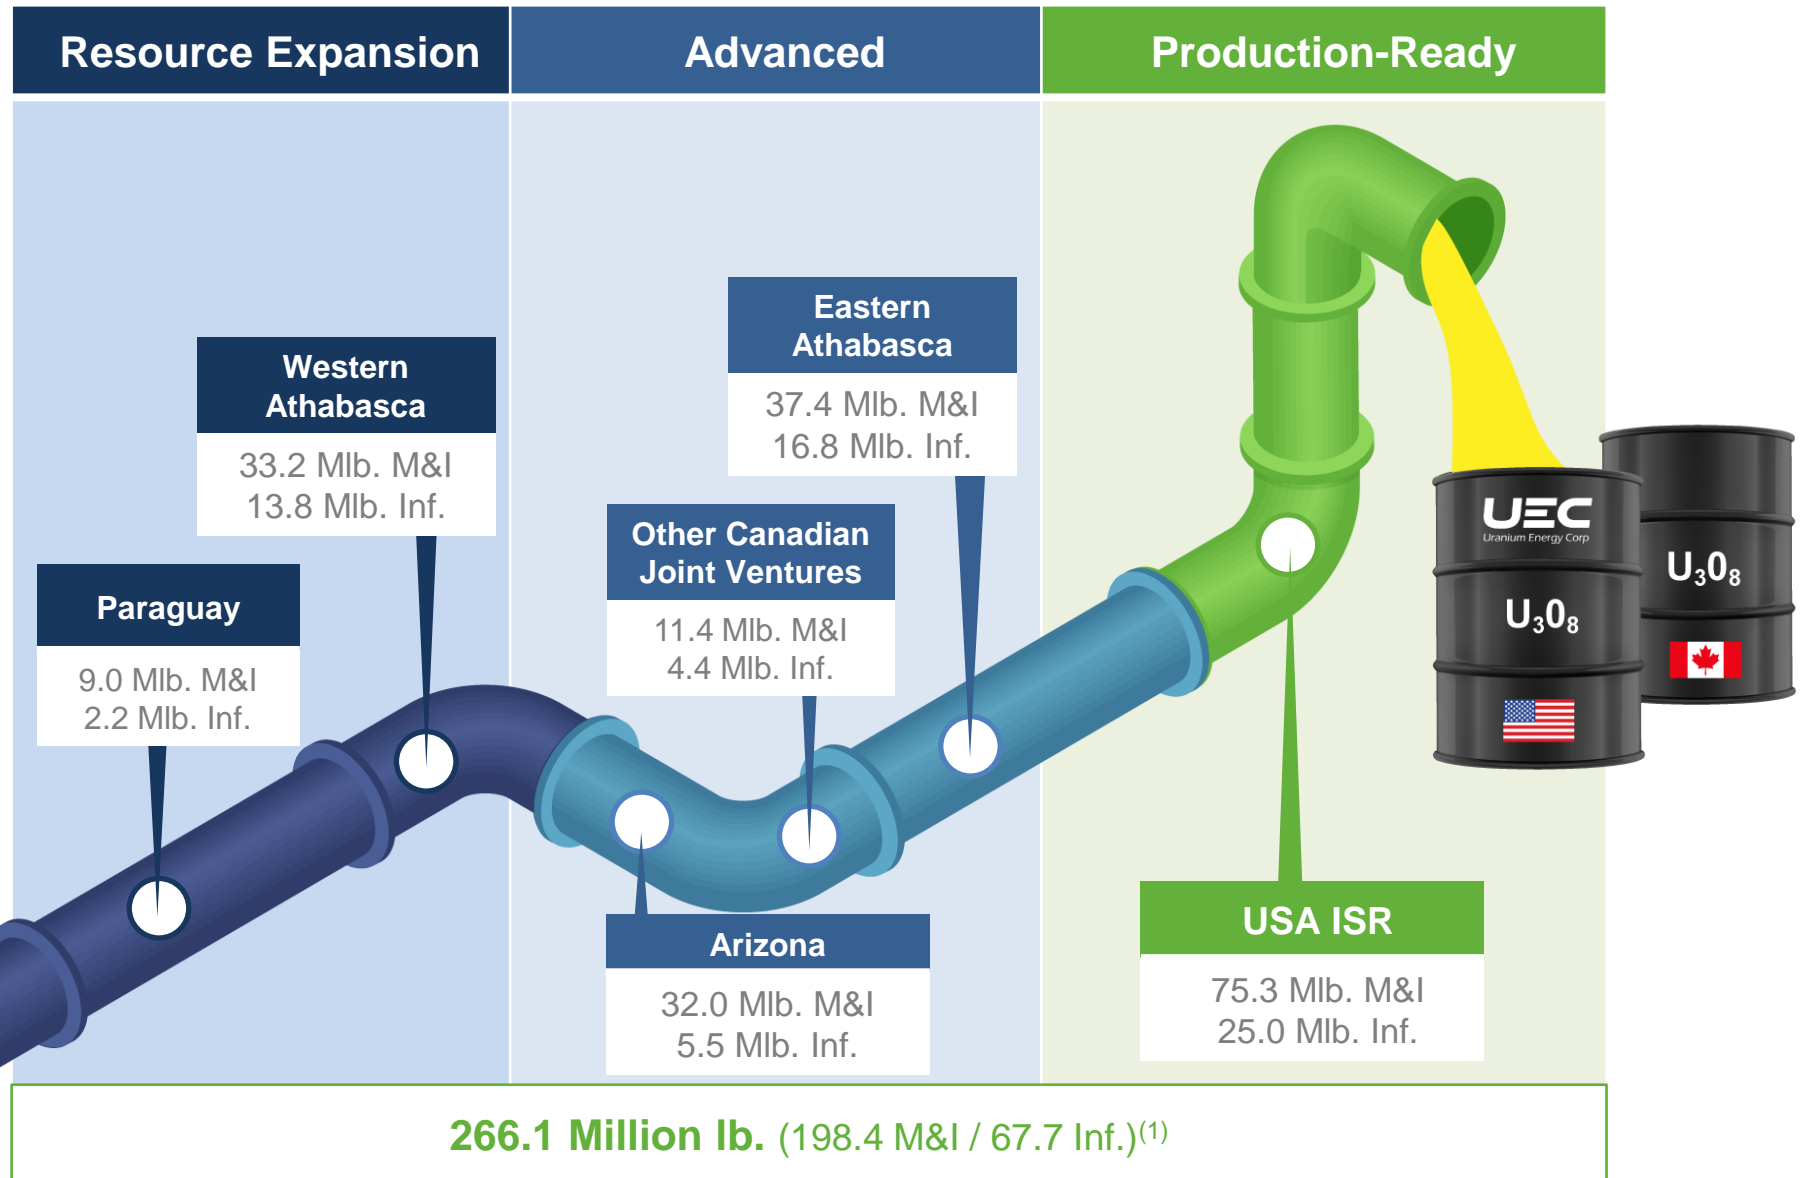 Resource Expansion
Advanced
Production-Ready
Paraguay
9.0 Mlb. M&I
2.2 Mlb. Inf.
Western
Athabasca
33.2 Mlb. M&I
13.8 Mlb. Inf.
Arizona
32.0 Mlb. M&I
5.5 Mlb. Inf.
Other Canadian
Joint Ventures
11.4 Mlb. M&I
4.4 Mlb. Inf.
Eastern
Athabasca
37.4 Mlb. M&I
16.8 Mlb. Inf.
USA ISR
75.3 Mlb. M&I
25.0 Mlb. Inf.
UEC
Uranium Energy Corp
U₃0₈
U₃0₈
266.1 Million lb. (198.4 M&I / 67.7 Inf.)⁽¹⁾